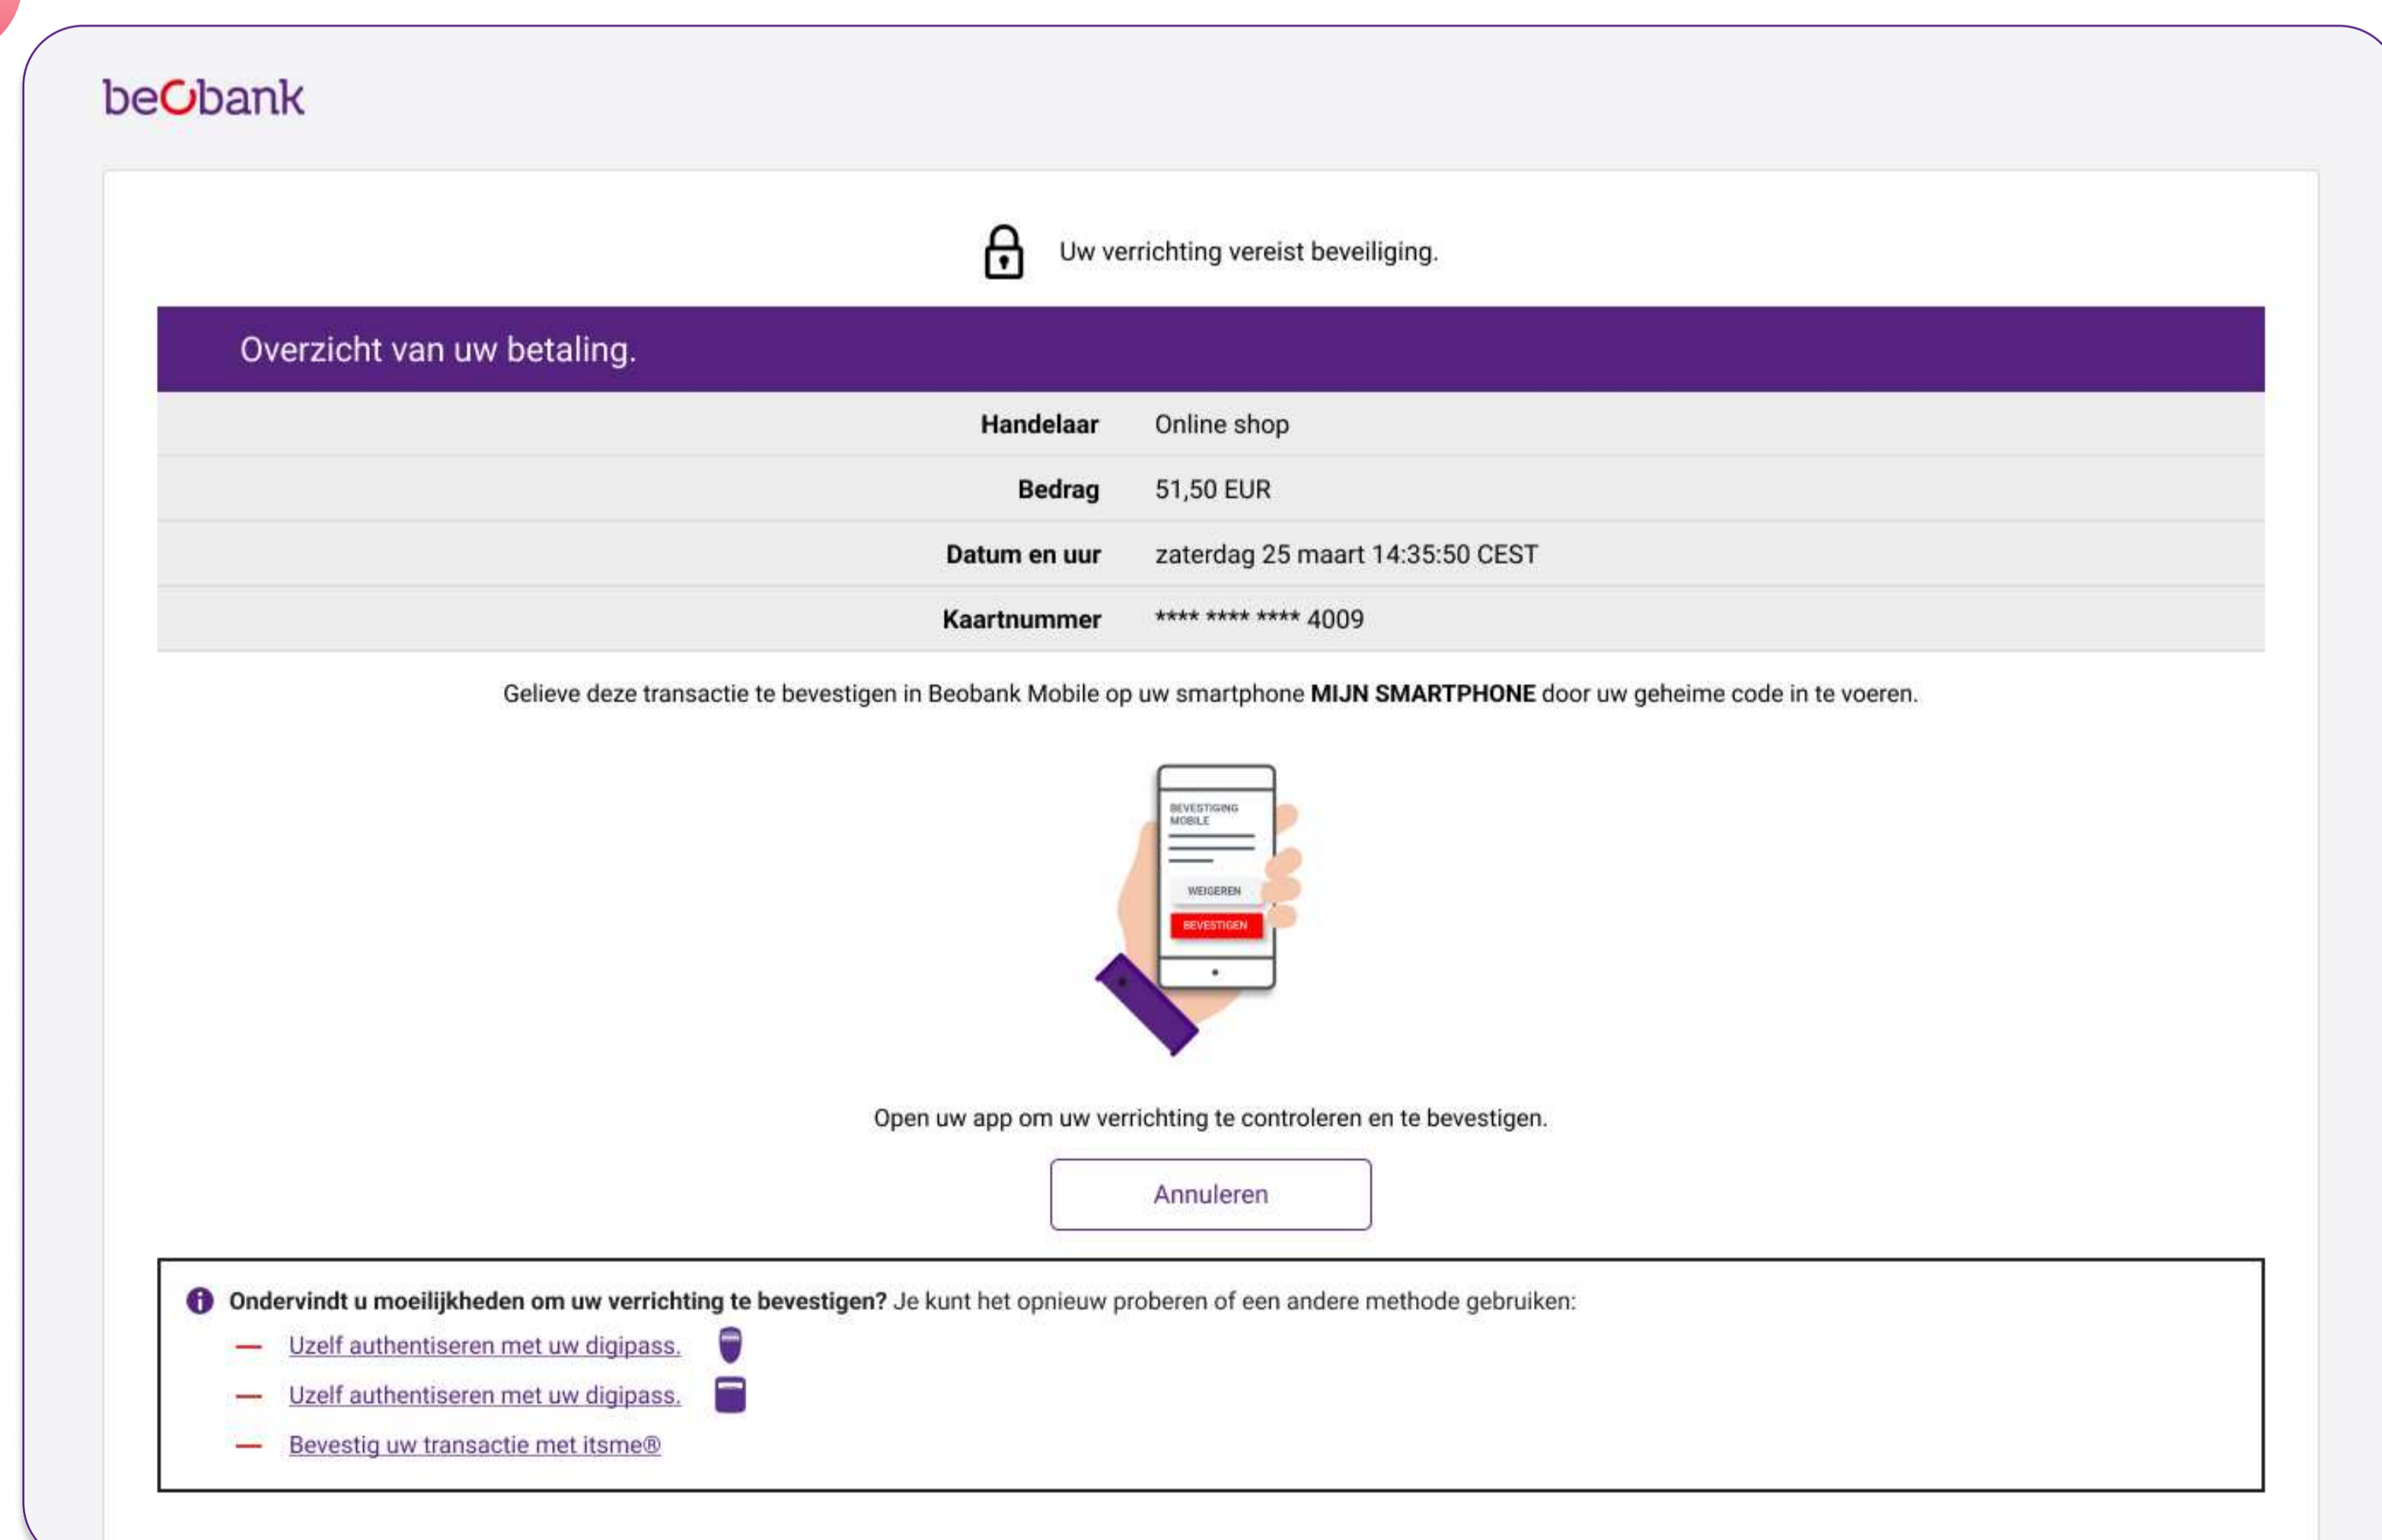 beobank
Uw verrichting vereist beveiliging.
Overzicht van uw betaling.
Handelaar Online shop
Bedrag 51,50 EUR
Datum en uur zaterdag 25 maart 14:35:50 CEST
Kaartnummer **** **** **** 4009
Gelieve deze transactie te bevestigen in Beobank Mobile op uw smartphone MIJN SMARTPHONE door uw geheime code in te voeren.
BEVESTIGING
MOBILE
WEIGEREN
BEVESTIGEN
Open uw app om uw verrichting te controleren en te bevestigen.
Annuleren
Ondervindt u moeilijkheden om uw verrichting te bevestigen? Je kunt het opnieuw proberen of een andere methode gebruiken:
— Uzelf authentiseren met uw digipass.
— Uzelf authentiseren met uw digipass.
— Bevestig uw transactie met itsme®